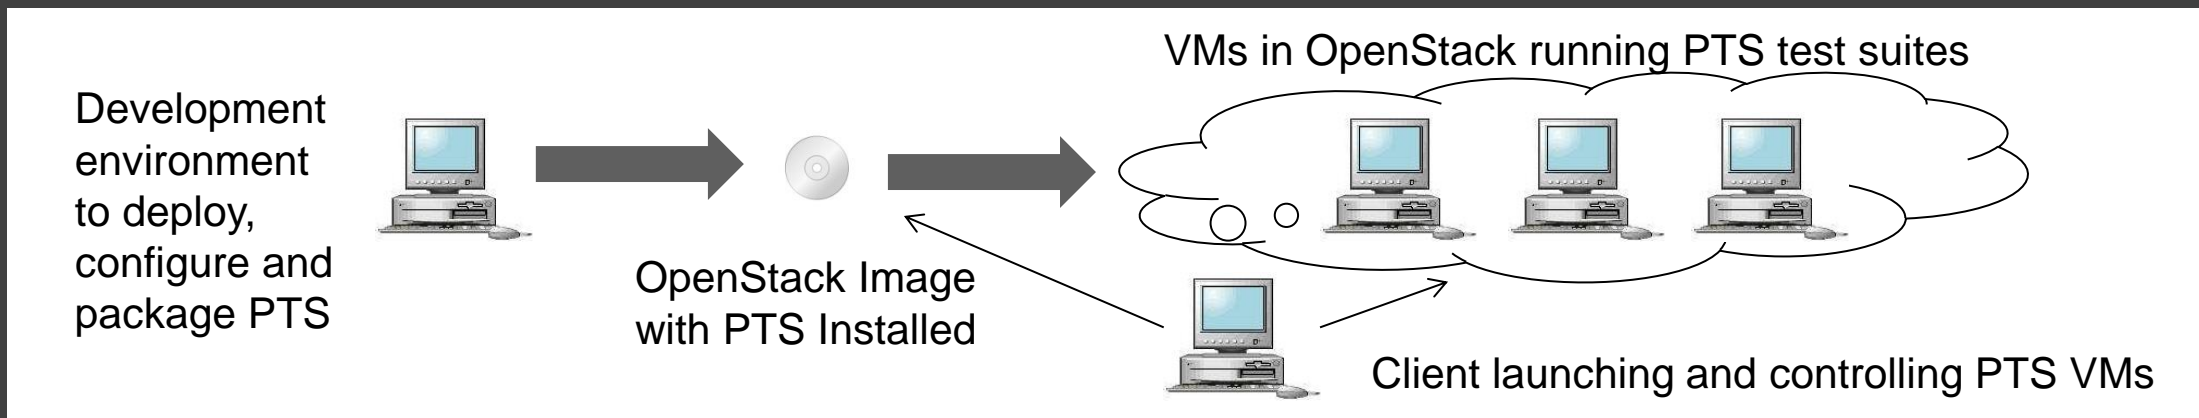 Development
environment
to deploy,
configure and
package PTS
OpenStack Image
with PTS Installed
VMs in OpenStack running PTS test suites
Client launching and controlling PTS VMs